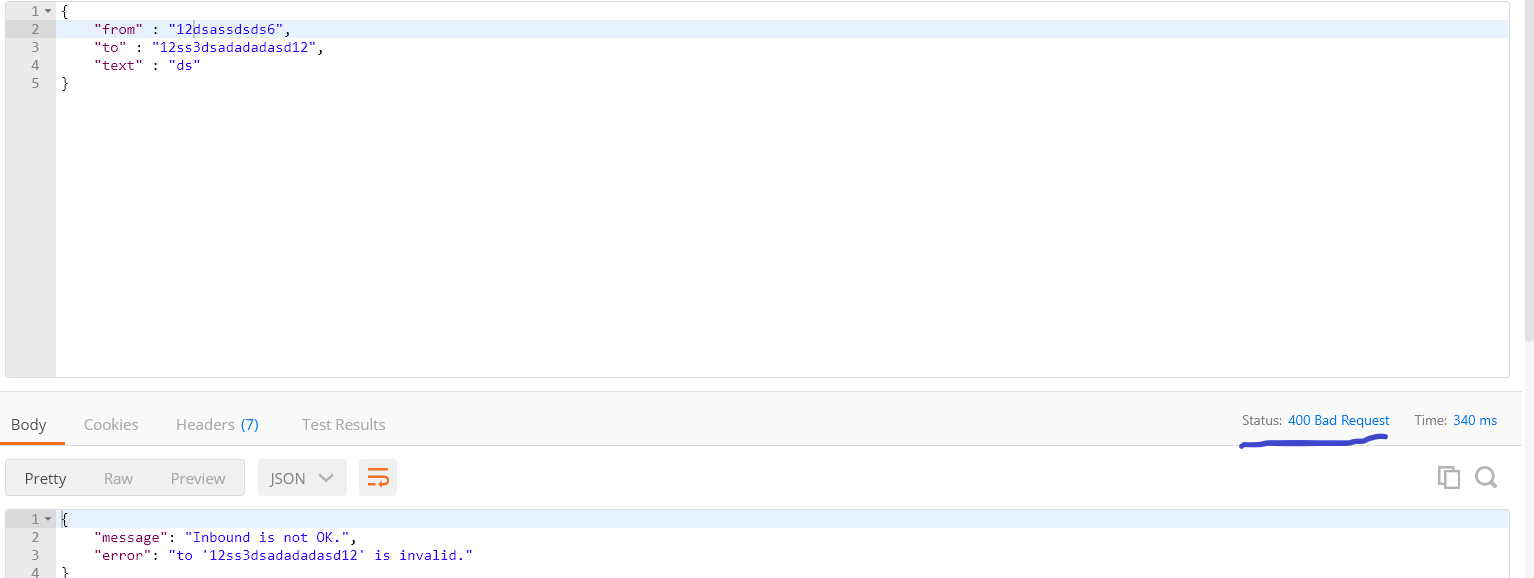 1 {
2 "from" : "12dsassdsds6",
3 "to" : "12ss3dsadadadasd12",
4 "text" : "ds"
5 }
Body Cookies Headers (7) Test Results Status: 400 Bad Request Time: 340 ms
Pretty Raw Preview JSON
1 {
2 "message": "Inbound is not OK.",
3 "error": "to '12ss3dsadadadasd12' is invalid."
4 }